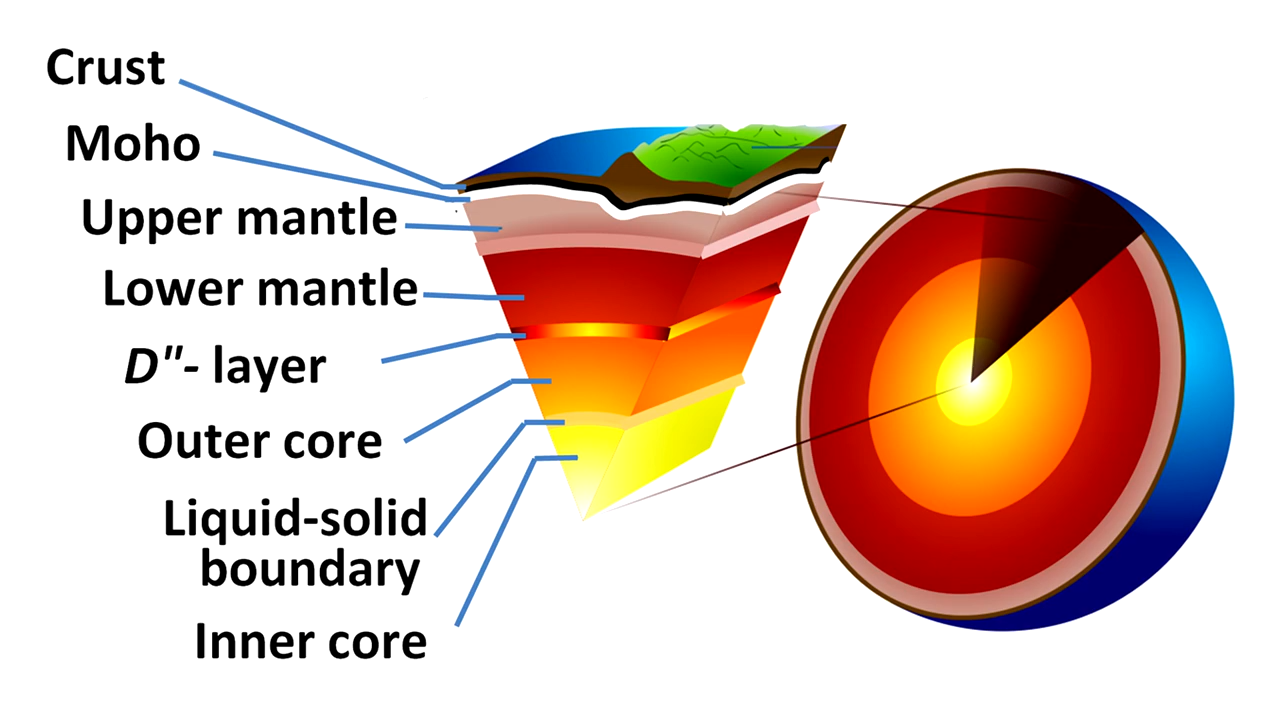 Crust
Moho
Upper mantle
Lower mantle
D"- layer
Outer core
Liquid-solid
boundary
Inner core